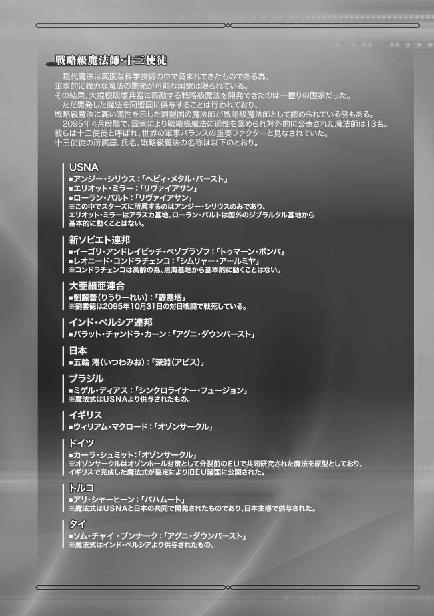 戦略級魔法師・十三使徒
現代魔法は高度な科学技術の中で育まれてきたものである為、
軍事的に強力な魔法の開発が可能な国家は限られている。
その結果、大規模破壊兵器に匹敵する戦略級魔法を開発できたのは一握りの国家だった。
ただ開発した魔法を同盟国に供与することは行われており、
戦略級魔法に高い適性を示した同盟国の魔法師が戦略級魔法師として認められている例もある。
2095年4月段階で、国家により戦略級魔法に適性を認められ対外的に公表された魔法師は13名。
彼らは十三使徒と呼ばれ、世界の軍事バランスの重要ファクターと見なされていた。
十三使徒の所属国、氏名、戦略級魔法の名称は以下のとおり。
USNA
■アンジー・シリウス：「ヘビィ・メタル・バースト」
■エリオット・ミラー：「リヴァイアサン」
■ローラン・バルト：「リヴァイアサン」
※この中でスターズに所属するのはアンジー・シリウスのみであり、
エリオット・ミラーはアラスカ基地、ローラン・バルトは国外のジブラルタル基地から
基本的に動くことはない。
新ソビエト連邦
■イーゴリ・アンドレイビッチ・ベゾブラゾフ：「トゥマーン・ボンバ」
■レオニード・コンドラチェンコ：「シムリャー・アールミヤ」
※コンドラチェンコは高齢の為、黒海基地から基本的に動くことはない。
大亜細亜連合
■劉麗蕾（りうりーれい）：「霹靂塔」
※劉雲徳は2095年10月31日の対日戦闘で戦死している。
インド・ペルシア連邦
■バラット・チャンドラ・カーン：「アグニ・ダウンバースト」
日本
■五輪 澪（いつわみお）：「深淵（アビス）」
ブラジル
■ミゲル・ディアス：「シンクロライナー・フュージョン」
※魔法式はUSNAより供与されたもの。
イギリス
■ウィリアム・マクロード：「オゾンサークル」
ドイツ
■カーラ・シュミット：「オゾンサークル」
※オゾンサークルはオゾンホール対策として分裂前のEUで共同研究された魔法を原型としており、
イギリスで完成した魔法式が協定により旧EU諸国に公開された。
トルコ
■アリ・シャーヒーン：「バハムート」
※魔法式はUSNAと日本の共同で開発されたものであり、日本主導で供与された。
タイ
■ソム・チャイ・ブンナーク：「アグニ・ダウンバースト」
※魔法式はインド・ペルシアより供与されたもの。